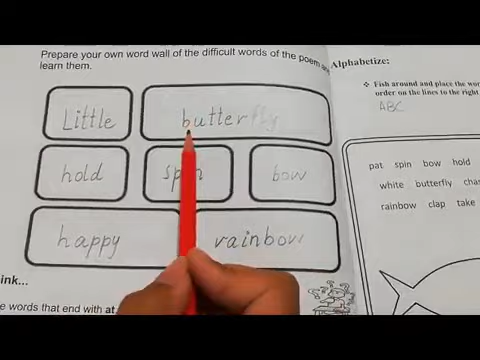 Prepare your own word wall of the difficult words of the poem and
learn them.
Little butterfly
hold spin bow
happy rainbow
ink...
e words that end with at
Alphabetize:
Fish around and place the wor
order on the lines to the right
ABC
pat spin bow hold
white butterfly cha
rainbow clap take